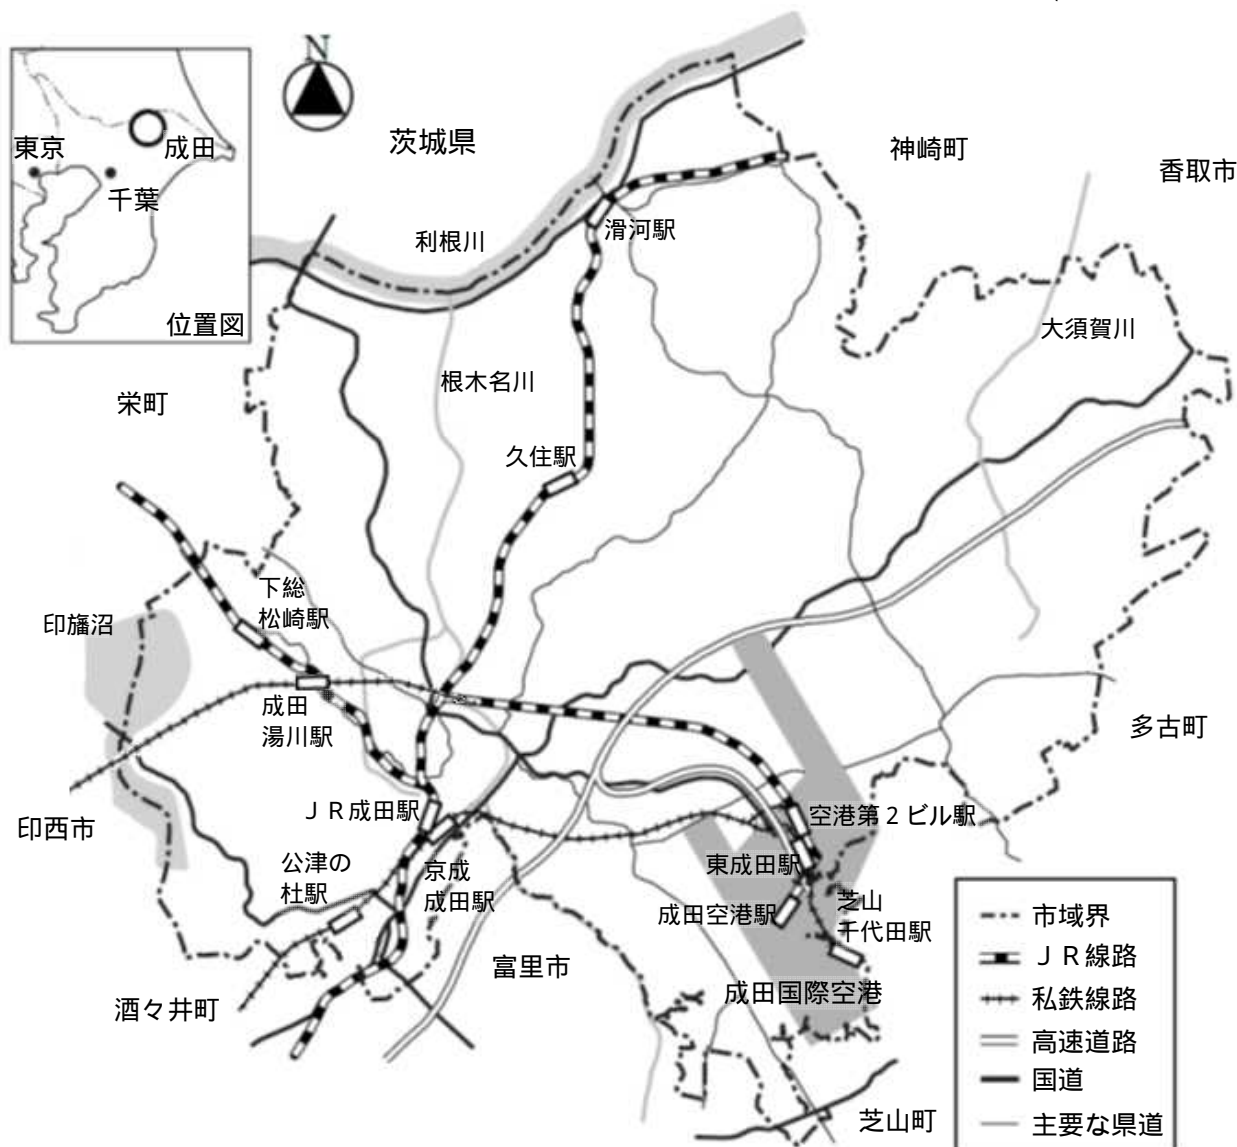 N
茨城県
神崎町
香取市
東京
成田
千葉
位置図
利根川
滑河駅
大須賀川
栄町
根木名川
久住駅
下総
松崎駅
印旛沼
成田
湯川駅
多古町
印西市
JR成田駅
空港第2ビル駅
公津の
杜駅
京成
成田駅
東成田駅
成田空港駅
芝山
千代田駅
富里市
成田国際空港
酒々井町
芝山町
市域界
JR線路
私鉄線路
高速道路
国道
主要な県道